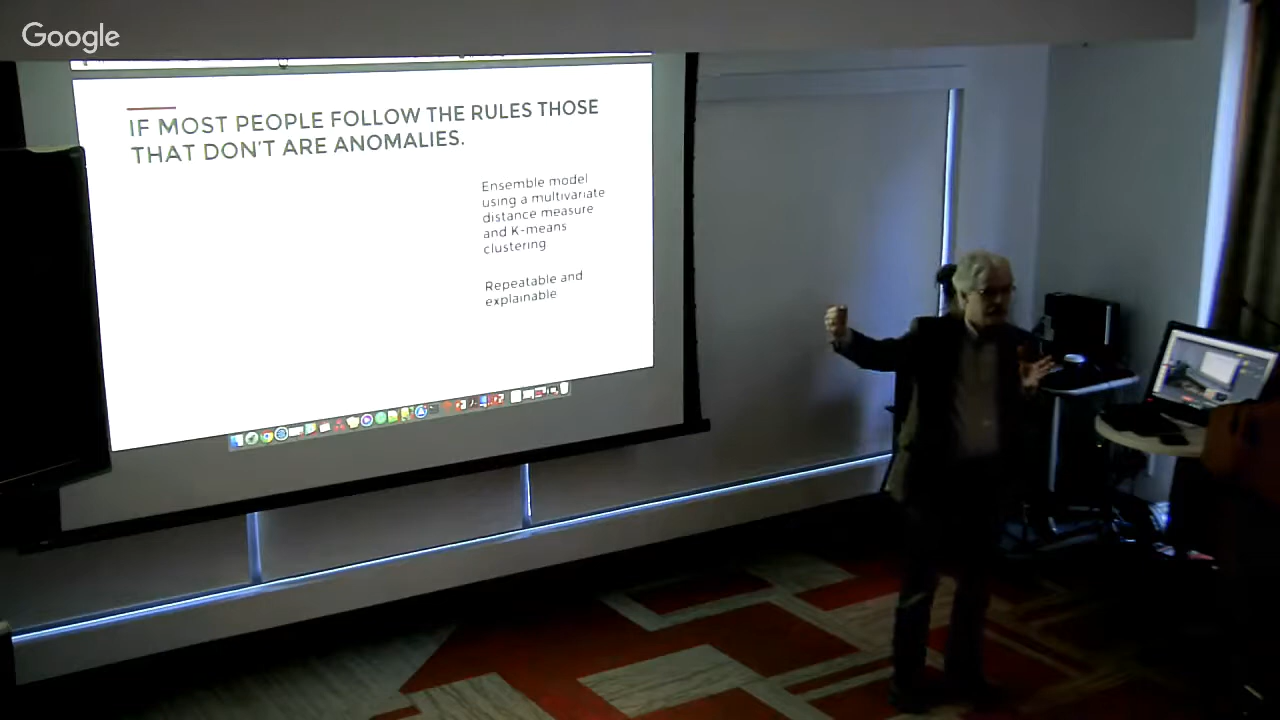 Google
IF MOST PEOPLE FOLLOW THE RULES THOSE
THAT DON'T ARE ANOMALIES.
Ensemble model
using a multivariate
distance measure
and K-means
clustering
Repeatable and
explainable